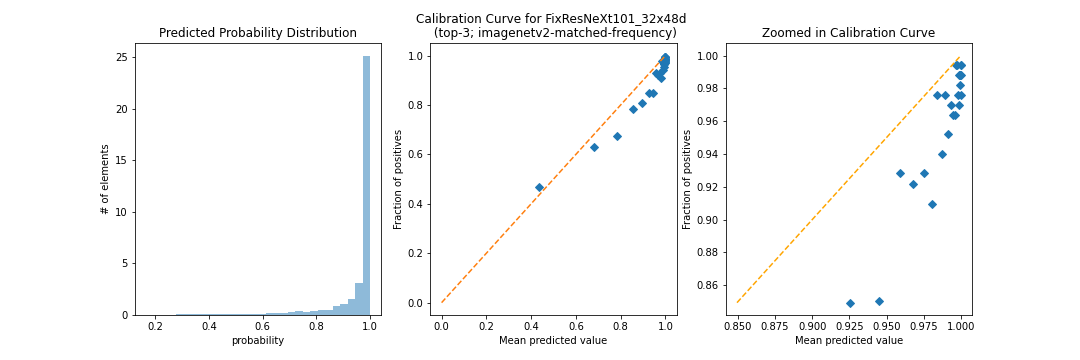 Predicted Probability Distribution
# of elements
25
20
15
10
5
0
0.2 0.4 0.6 0.8 1.0
probability
Calibration Curve for FixResNeXt101_32x48d
(top-3; imagenetv2-matched-frequency)
Fraction of positives
1.0
0.8
0.6
0.4
0.2
0.0
0.0 0.2 0.4 0.6 0.8 1.0
Mean predicted value
Zoomed in Calibration Curve
Fraction of positives
1.00
0.98
0.96
0.94
0.92
0.90
0.88
0.86
0.850 0.875 0.900 0.925 0.950 0.975 1.000
Mean predicted value